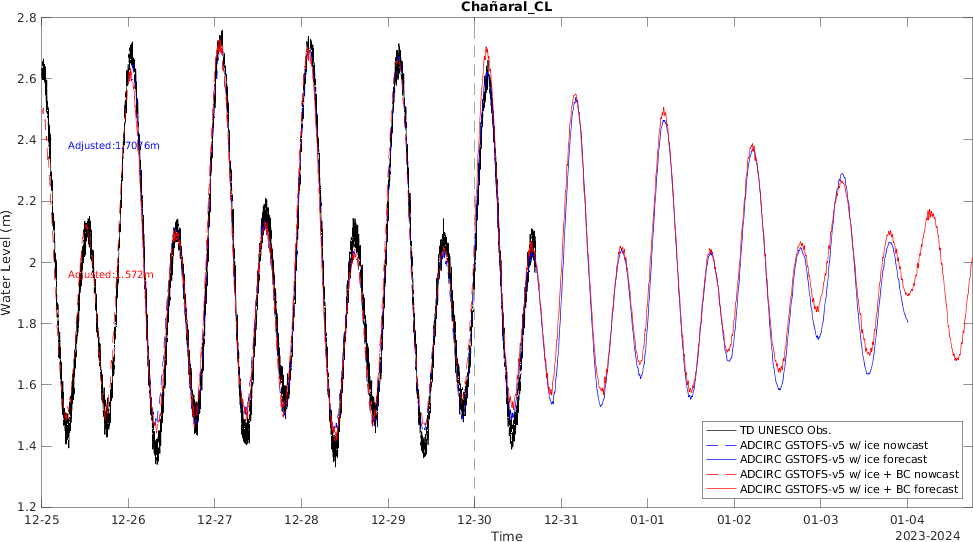 Chañaral_CL
2.8
2.6
2.4
2.2
2
1.8
1.6
1.4
1.2
Water Level (m)
Adjusted:1.7076m
Adjusted:1.572m
TD UNESCO Obs.
ADCIRC GSTOFS-v5 w/ ice nowcast
ADCIRC GSTOFS-v5 w/ ice forecast
ADCIRC GSTOFS-v5 w/ ice + BC nowcast
ADCIRC GSTOFS-v5 w/ ice + BC forecast
12-25 12-26 12-27 12-28 12-29 12-30 12-31 01-01 01-02 01-03 01-04
Time
2023-2024